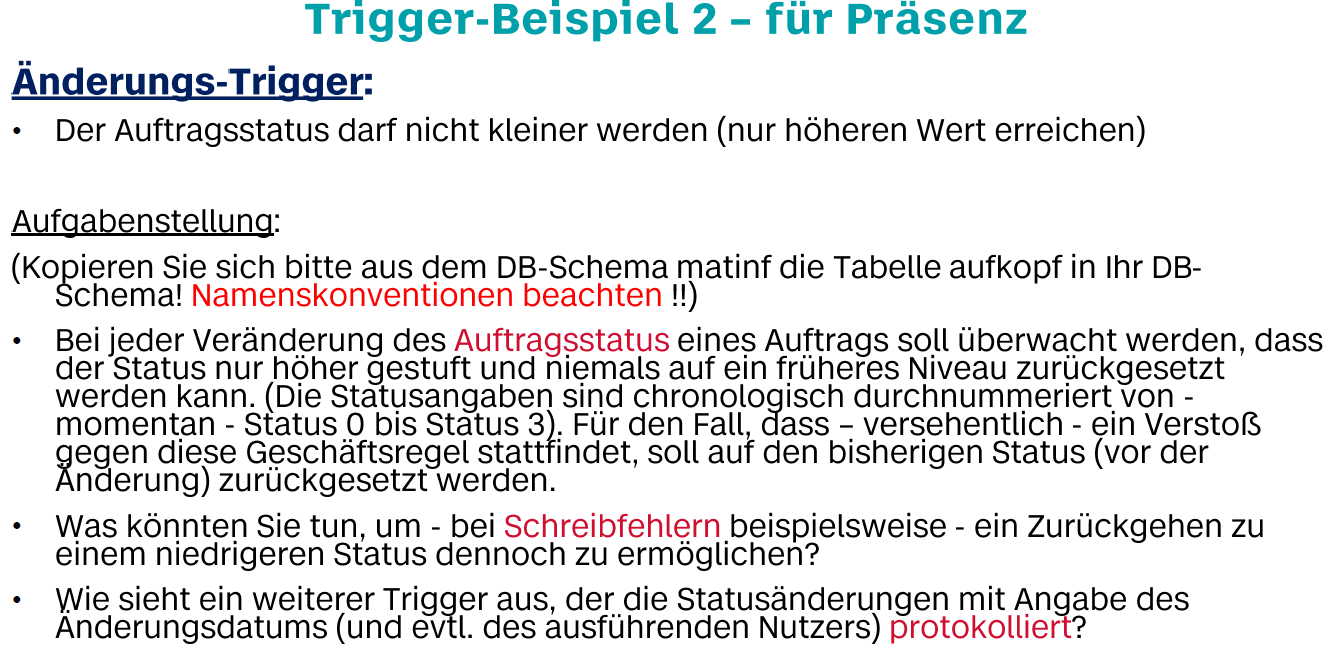 Trigger-Beispiel 2 – für Präsenz
Änderungs-Trigger:
• Der Auftragsstatus darf nicht kleiner werden (nur höheren Wert erreichen)
Aufgabenstellung:
(Kopieren Sie sich bitte aus dem DB-Schema matinf die Tabelle aufkopf in Ihr DB-
Schema! Namenskonventionen beachten !!)
• Bei jeder Veränderung des Auftragsstatus eines Auftrags soll überwacht werden, dass
der Status nur höher gestuft und niemals auf ein früheres Niveau zurückgesetzt
werden kann. (Die Statusangaben sind chronologisch durchnummeriert von -
momentan - Status 0 bis Status 3). Für den Fall, dass – versehentlich - ein Verstoß
gegen diese Geschäftsregel stattfindet, soll auf den bisherigen Status (vor der
Änderung) zurückgesetzt werden.
• Was könnten Sie tun, um - bei Schreibfehlern beispielsweise - ein Zurückgehen zu
einem niedrigeren Status dennoch zu ermöglichen?
• Wie sieht ein weiterer Trigger aus, der die Statusänderungen mit Angabe des
Änderungsdatums (und evtl. des ausführenden Nutzers) protokolliert?